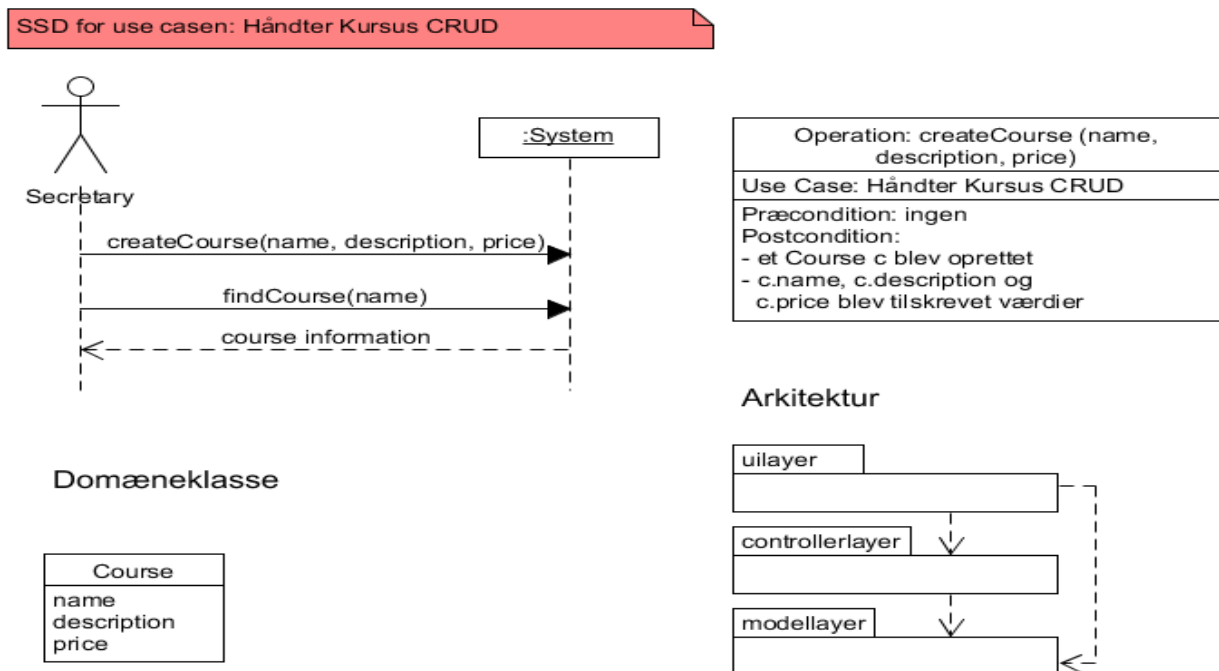 SSD for use casen: Håndter Kursus CRUD
Secretary
:System
createCourse(name, description, price)
findCourse(name)
course information
Operation: createCourse (name,
description, price)
Use Case: Håndter Kursus CRUD
Præcondition: ingen
Postcondition:
- et Course c blev oprettet
- c.name, c.description og
c.price blev tilskrevet værdier
Domæneklasse
Course
name
description
price
Arkitektur
uilayer
controllerlayer
modellayer